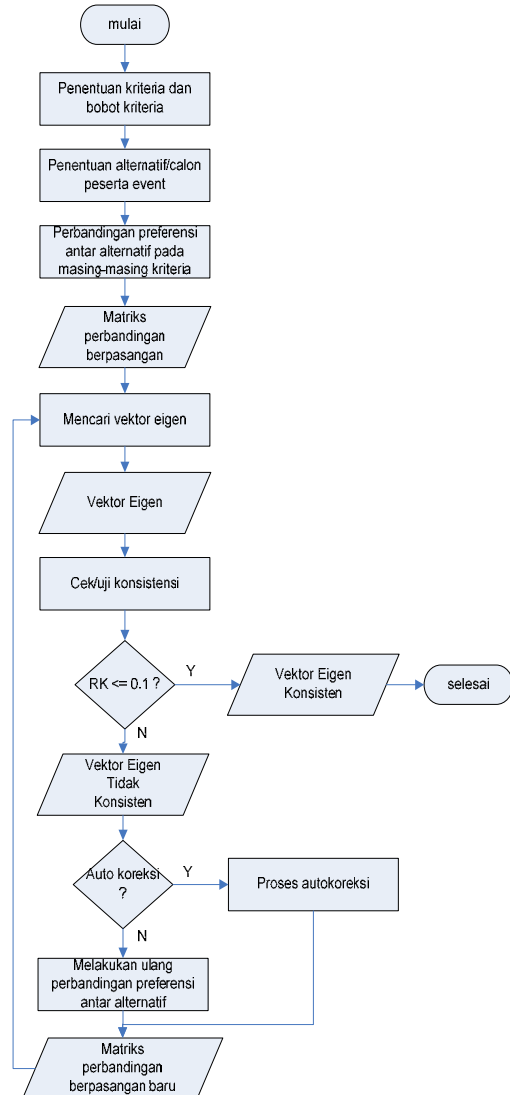 mulai
Penentuan kriteria dan
bobot kriteria
Penentuan alternatif/calon
peserta event
Perbandingan preferensi
antar alternatif pada
masing-masing kriteria
Matriks
perbandingan
berpasangan
Mencari vektor eigen
Vektor Eigen
Cek/uji konsistensi
RK <= 0.1 ?
Y
Vektor Eigen
Konsisten
selesai
N
Vektor Eigen
Tidak
Konsisten
Auto koreksi
?
Y
Proses autokoreksi
N
Melakukan ulang
perbandingan preferensi
antar alternatif
Matriks
perbandingan
berpasangan baru